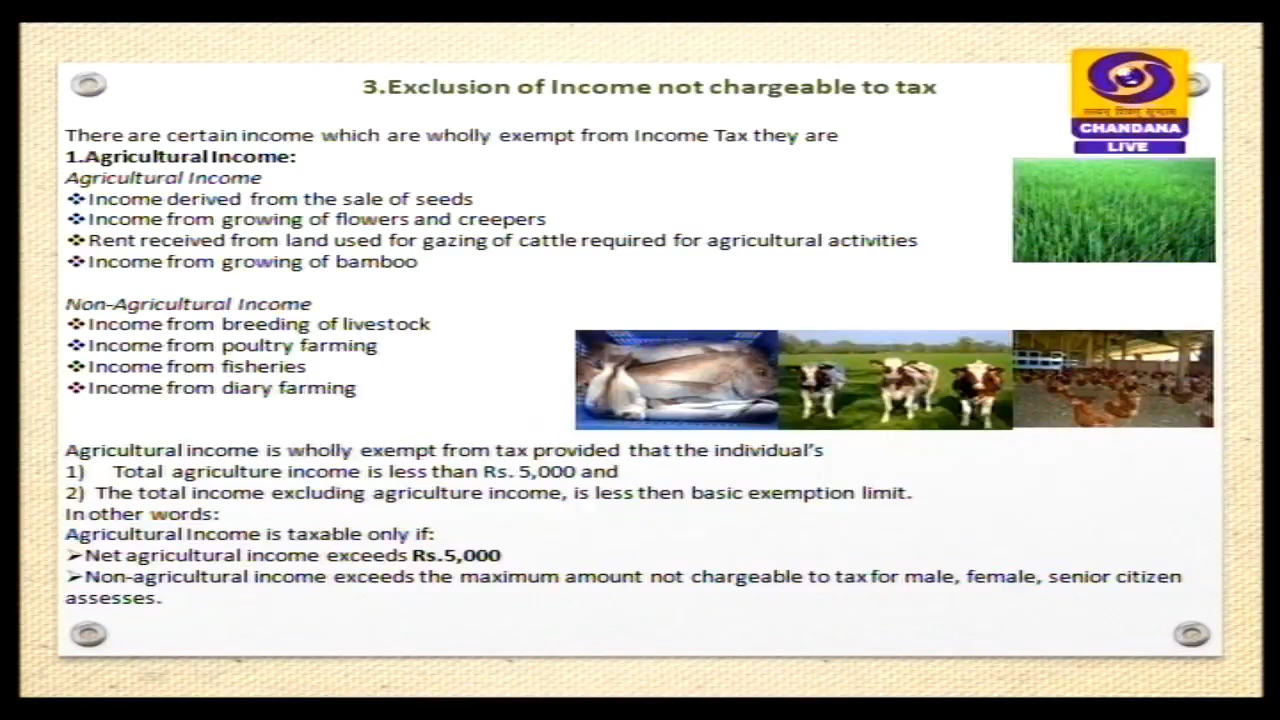 3.Exclusion of Income not chargeable to tax
There are certain income which are wholly exempt from Income Tax they are
1.Agricultural Income:
Agricultural Income
❖Income derived from the sale of seeds
❖Income from growing of flowers and creepers
❖Rent received from land used for gazing of cattle required for agricultural activities
❖Income from growing of bamboo
Non-Agricultural Income
❖Income from breeding of livestock
❖Income from poultry farming
❖Income from fisheries
❖Income from diary farming
Agricultural income is wholly exempt from tax provided that the individual's
1) Total agriculture income is less than Rs. 5,000 and
2) The total income excluding agriculture income, is less then basic exemption limit.
In other words:
Agricultural Income is taxable only if:
➢Net agricultural income exceeds Rs.5,000
➢Non-agricultural income exceeds the maximum amount not chargeable to tax for male, female, senior citizen
assesses.
सत्यम् शिवम् सुन्दरम्
CHANDANA
LIVE